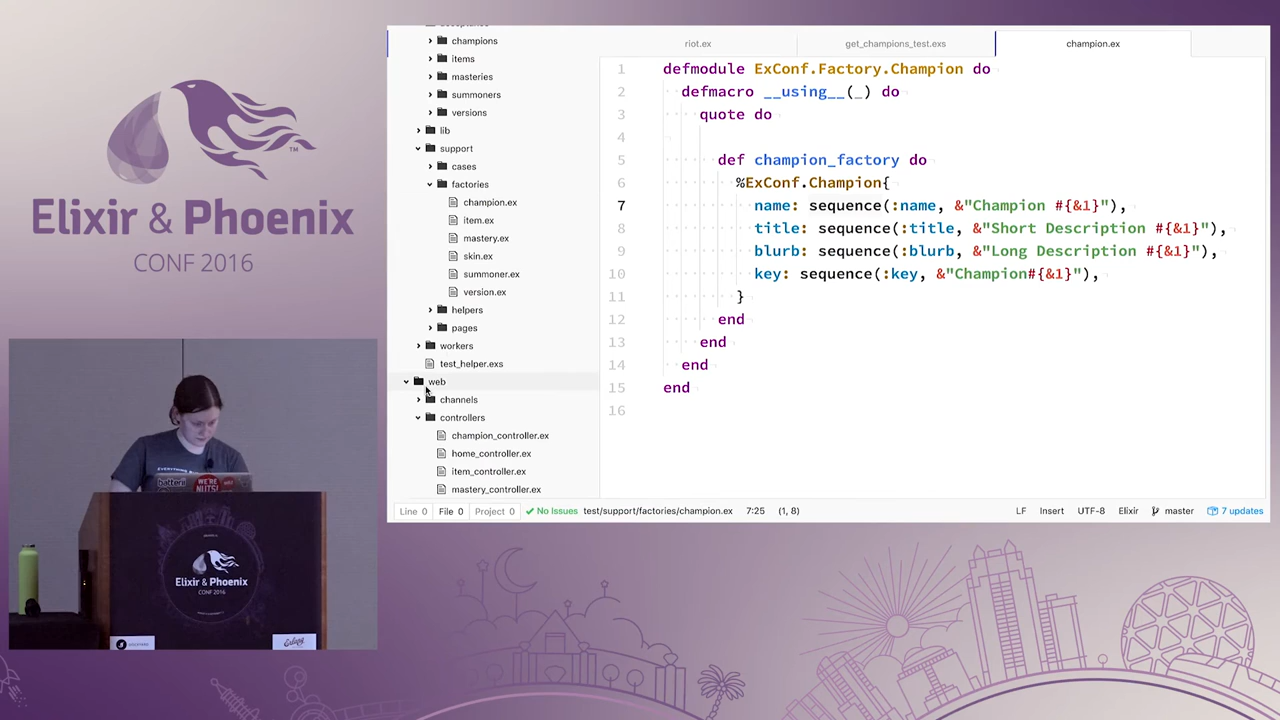 Elixir & Phoenix
CONF 2016
TM
champions
items
masteries
summoners
versions
lib
support
cases
factories
champion.ex
item.ex
mastery.ex
skin.ex
summoner.ex
version.ex
helpers
pages
workers
test_helper.exs
web
channels
controllers
champion_controller.ex
home_controller.ex
item_controller.ex
mastery_controller.ex
riot.ex
get_champions_test.exs
champion.ex
1 defmodule ExConf.Factory.Champion do
2 defmacro __using__(_) do
3 quote do
4
5 def champion_factory do
6 %ExConf.Champion{
7 name: sequence(:name, &"Champion #{&1}"),
8 title: sequence(:title, &"Short Description #{&1}"),
9 blurb: sequence(:blurb, &"Long Description #{&1}"),
10 key: sequence(:key, &"Champion#{&1}"),
11 }
12 end
13 end
14 end
15 end
16
Line 0 File 0 Project 0 No Issues test/support/factories/champion.ex 7:25 (1, 8) LF Insert UTF-8 Elixir master 7 updates
WE'RE
NUTS!
Elixir & Phoenix
CONF 2016